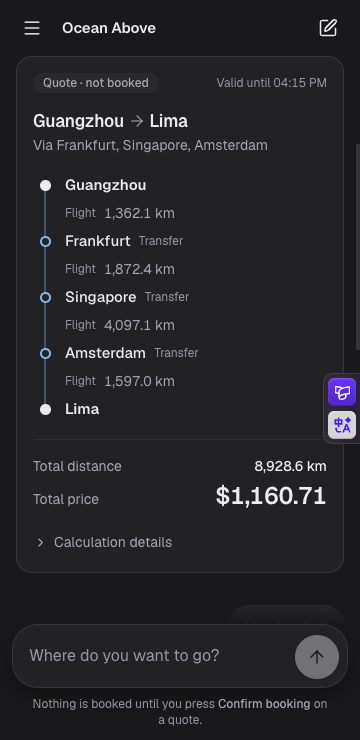 Ocean Above
Quote · not booked
Valid until 04:15 PM
Guangzhou → Lima
Via Frankfurt, Singapore, Amsterdam
Guangzhou
Flight 1,362.1 km
Frankfurt Transfer
Flight 1,872.4 km
Singapore Transfer
Flight 4,097.1 km
Amsterdam Transfer
Flight 1,597.0 km
Lima
Total distance 8,928.6 km
Total price $1,160.71
Calculation details
Where do you want to go?
Nothing is booked until you press Confirm booking on
a quote.